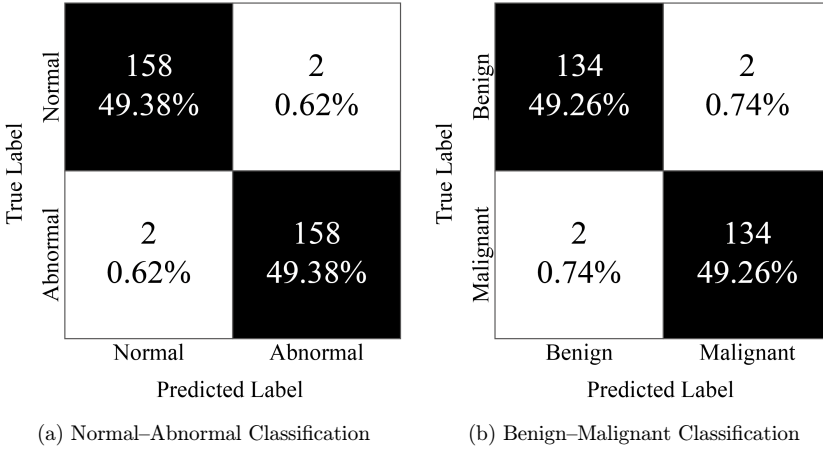 True Label
Normal
158
49.38%
2
0.62%
Abnormal
2
0.62%
158
49.38%
Normal
Abnormal
Predicted Label
(a) Normal–Abnormal Classification
True Label
Benign
134
49.26%
2
0.74%
Malignant
2
0.74%
134
49.26%
Benign
Malignant
Predicted Label
(b) Benign–Malignant Classification